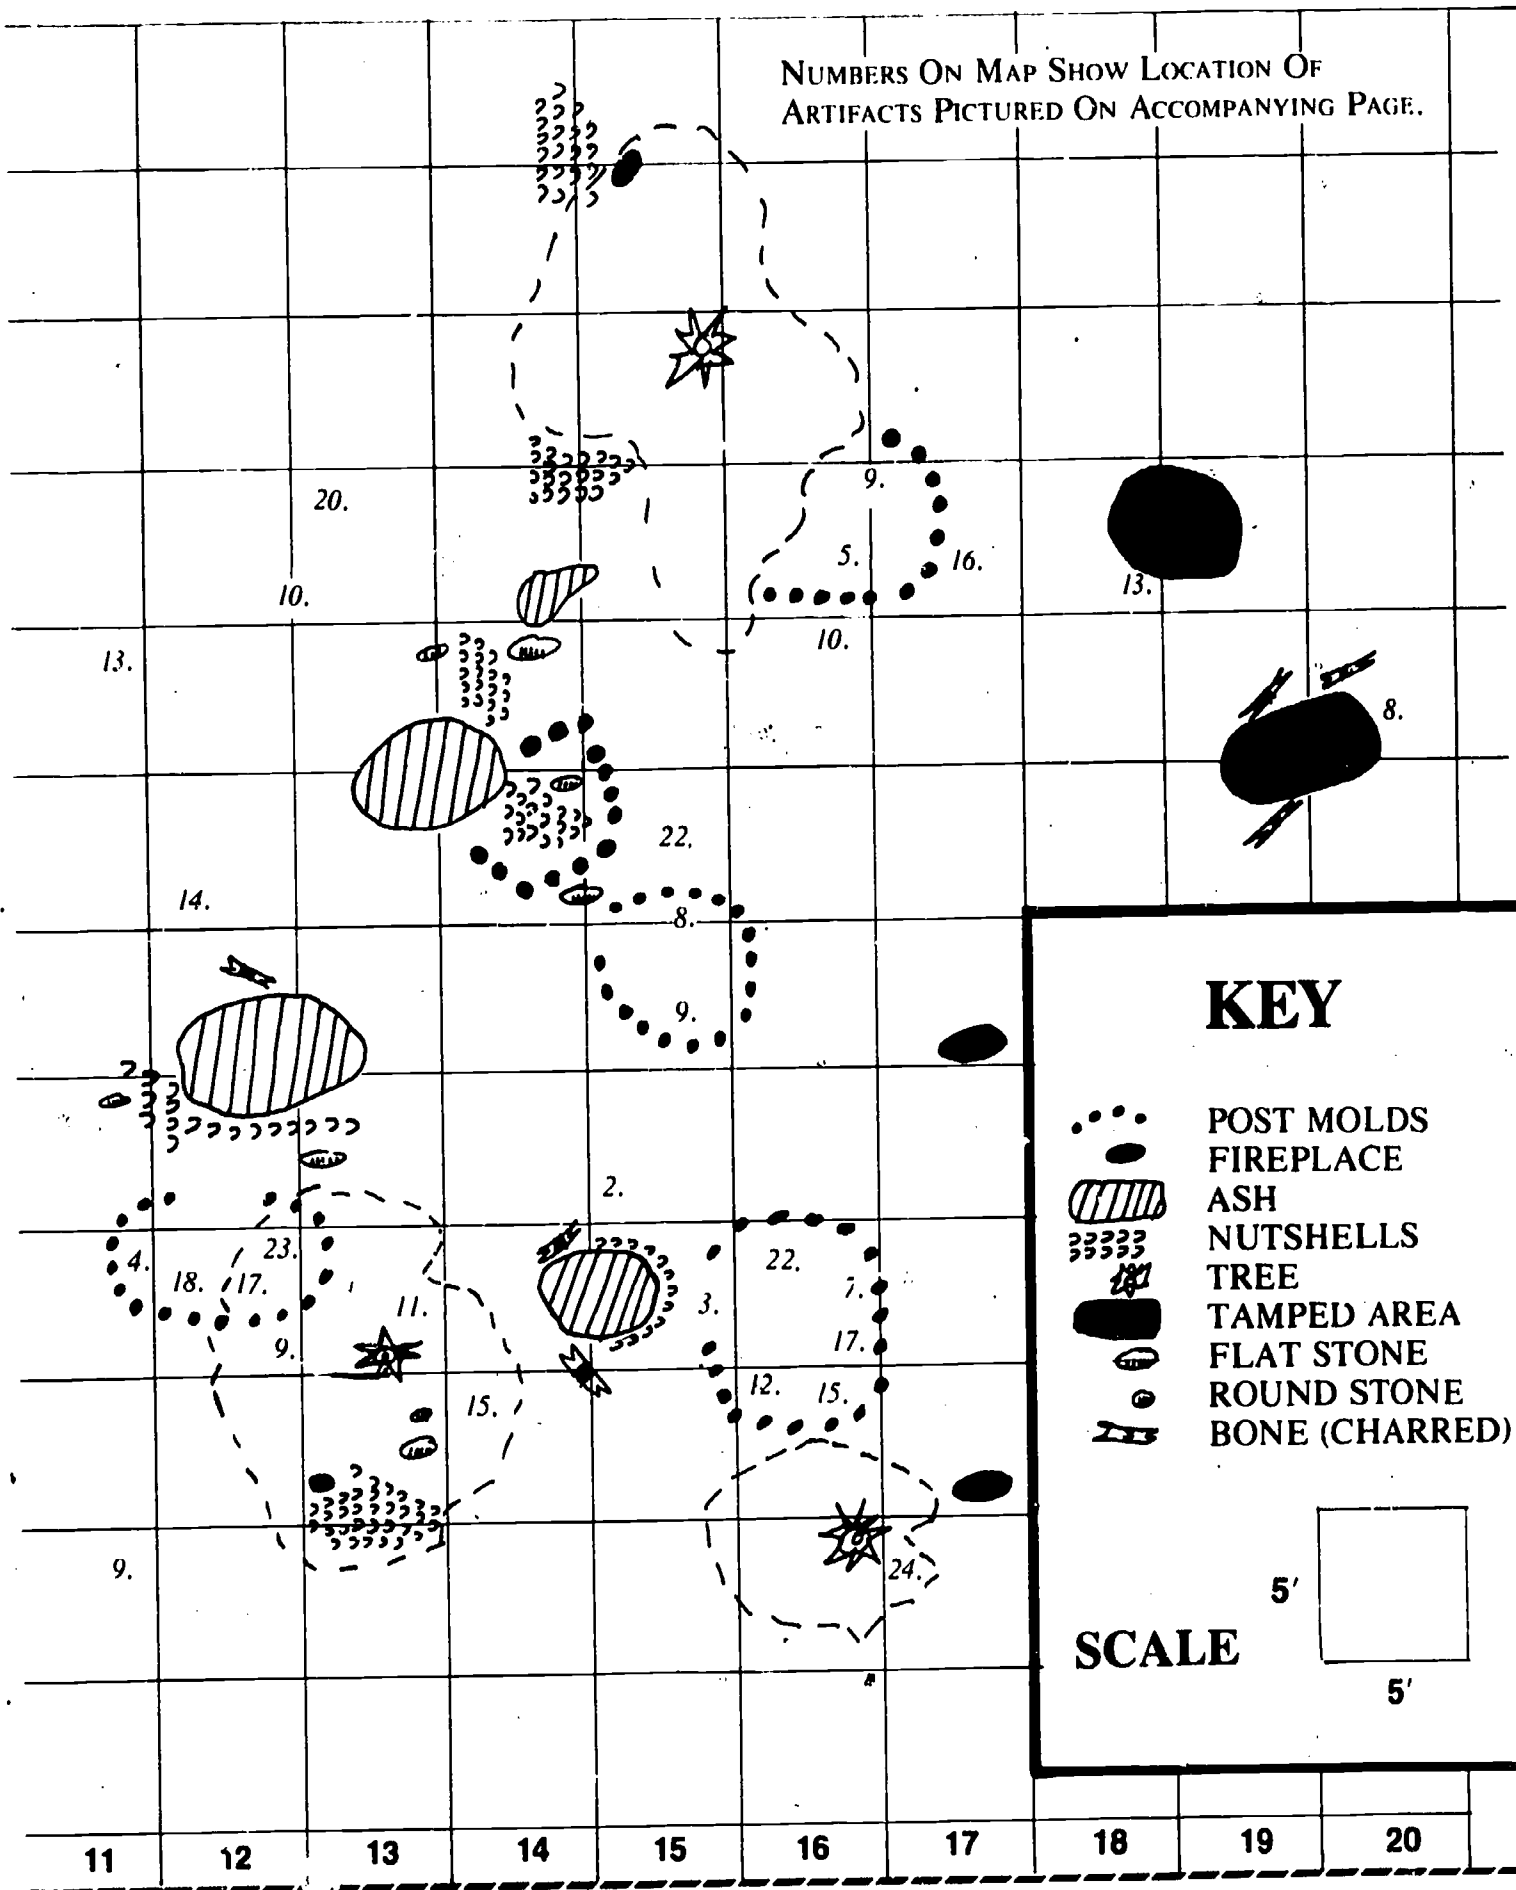 NUMBERS ON MAP SHOW LOCATION OF
ARTIFACTS PICTURED ON ACCOMPANYING PAGE.
9.
20.
5.
16.
13.
10.
10.
13.
8.
22.
14.
8.
9.
2.
4.
23.
18.
17.
11.
9.
15.
3.
22.
7.
17.
12.
15.
9.
24.
KEY
POST MOLDS
FIREPLACE
ASH
NUTSHELLS
TREE
TAMPED AREA
FLAT STONE
ROUND STONE
BONE (CHARRED)
5'
SCALE
5'
11 12 13 14 15 16 17 18 19 20